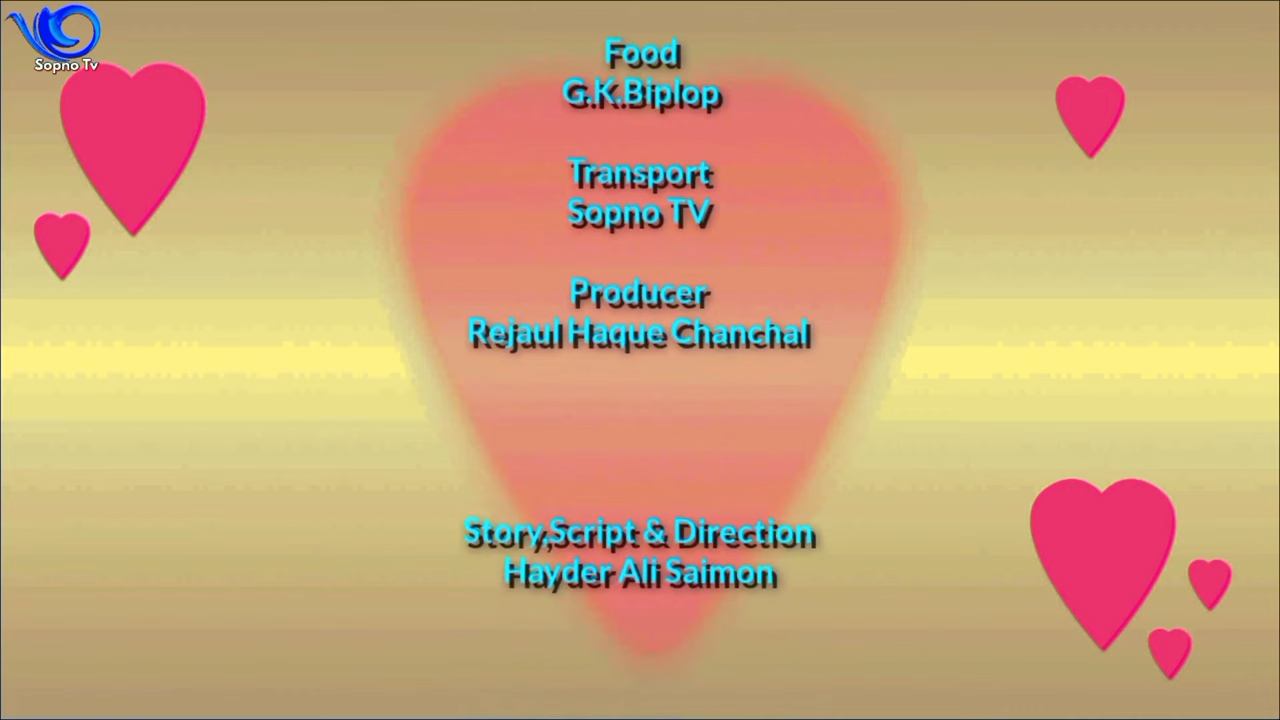 Sopno Tv
Food
G.K.Biplop
Transport
Sopno TV
Producer
Rejaul Haque Chanchal
Story,Script & Direction
Hayder Ali Saimon